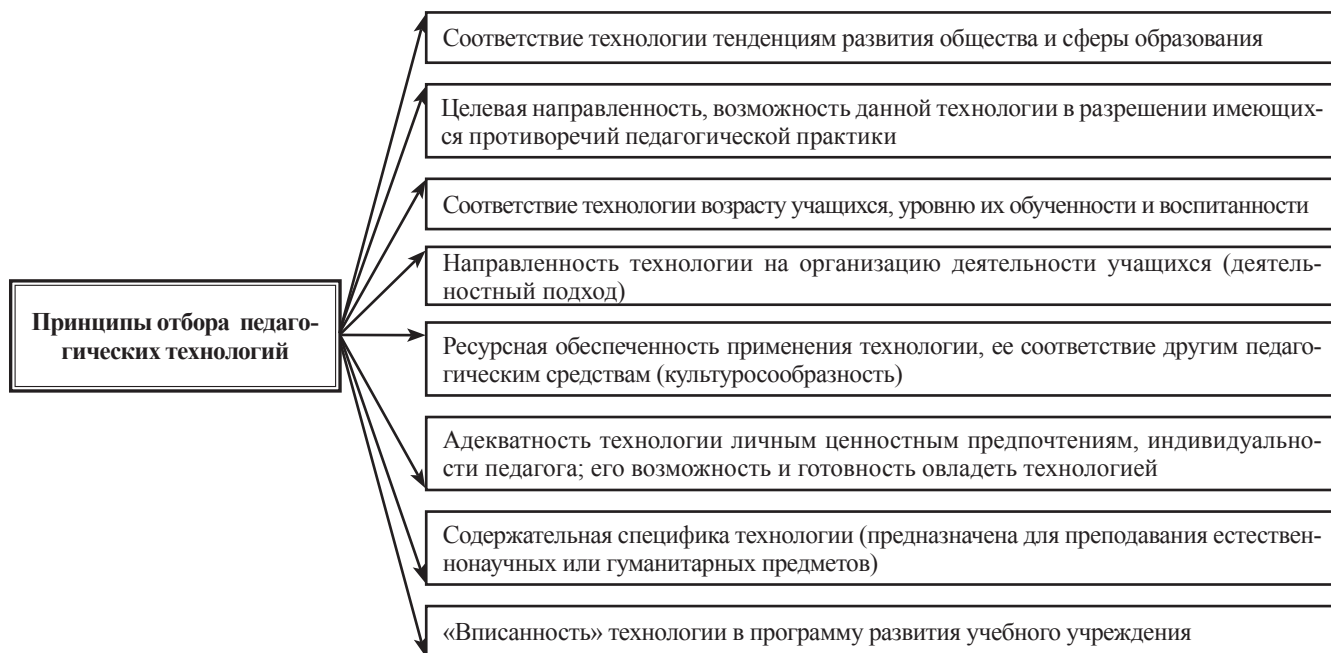 Соответствие технологии тенденциям развития общества и сферы образования
Целевая направленность, возможность данной технологии в разрешении имеющих-
ся противоречий педагогической практики
Соответствие технологии возрасту учащихся, уровню их обученности и воспитанности
Направленность технологии на организацию деятельности учащихся (деятель-
ностный подход)
Принципы отбора педаго-
гических технологий
Ресурсная обеспеченность применения технологии, ее соответствие другим педаго-
гическим средствам (культуросообразность)
Адекватность технологии личным ценностным предпочтениям, индивидуально-
сти педагога; его возможность и готовность овладеть технологией
Содержательная специфика технологии (предназначена для преподавания естествен-
нонаучных или гуманитарных предметов)
«Вписанность» технологии в программу развития учебного учреждения